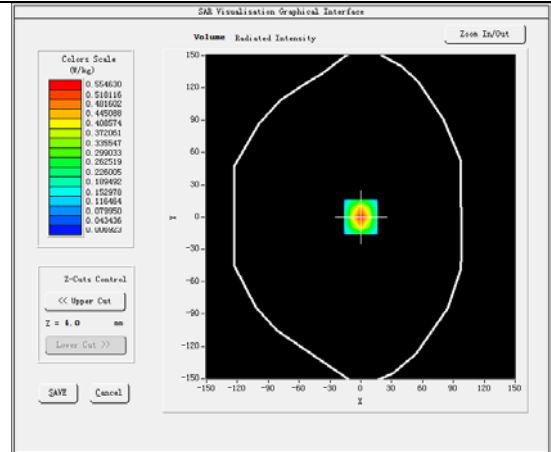 SAR Visualisation Graphical Interface
Volume Radiated Intensity
Zoom In/Out
Colors Scale
(W/kg)
0.554630
0.518116
0.481602
0.445088
0.408574
0.372061
0.335547
0.299033
0.262519
0.226005
0.189492
0.152978
0.116464
0.079950
0.043436
0.006923
Z-Cuts Control
<< Upper Cut
Z = 4.0 mm
Lower Cut >>
SAVE Cancel
150
120
90
60
30
0
-30
-60
-90
-120
-150
Y
-150 -120 -90 -60 -30 0 30 60 90 120 150
X